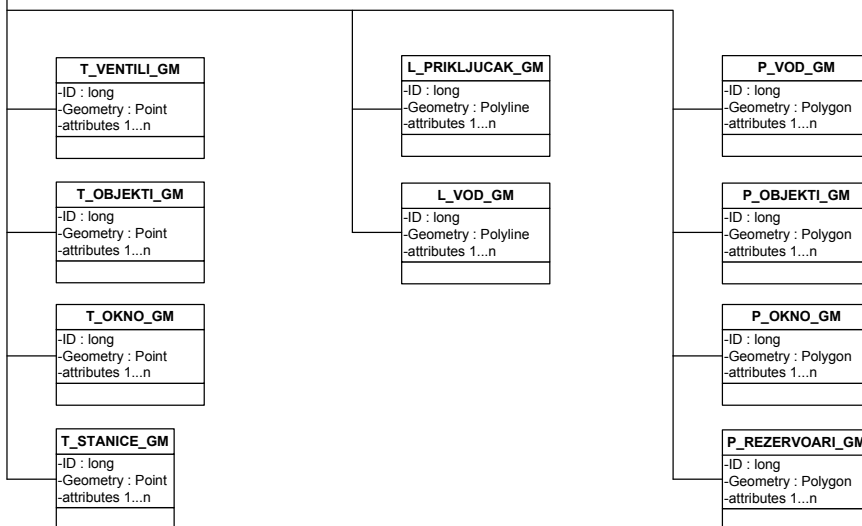 T_VENTILI_GM
-ID : long
-Geometry : Point
-attributes 1...n
T_OBJEKTI_GM
-ID : long
-Geometry : Point
-attributes 1...n
T_OKNO_GM
-ID : long
-Geometry : Point
-attributes 1...n
T_STANICE_GM
-ID : long
-Geometry : Point
-attributes 1...n
L_PRIKLJUCAK_GM
-ID : long
-Geometry : Polyline
-attributes 1...n
L_VOD_GM
-ID : long
-Geometry : Polyline
-attributes 1...n
P_VOD_GM
-ID : long
-Geometry : Polygon
-attributes 1...n
P_OBJEKTI_GM
-ID : long
-Geometry : Polygon
-attributes 1...n
P_OKNO_GM
-ID : long
-Geometry : Polygon
-attributes 1...n
P_REZERVOARI_GM
-ID : long
-Geometry : Polygon
-attributes 1...n